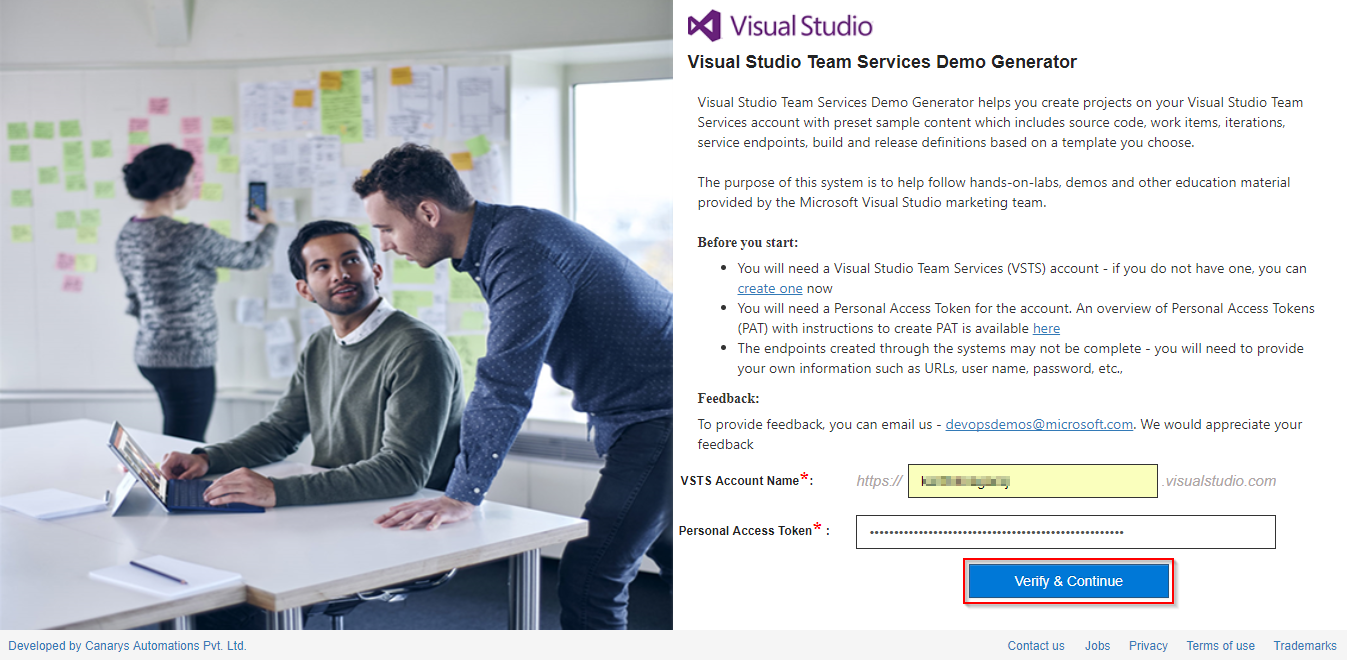 Visual Studio
Visual Studio Team Services Demo Generator
Visual Studio Team Services Demo Generator helps you create projects on your Visual Studio Team
Services account with preset sample content which includes source code, work items, iterations,
service endpoints, build and release definitions based on a template you choose.
The purpose of this system is to help follow hands-on-labs, demos and other education material
provided by the Microsoft Visual Studio marketing team.
Before you start:
• You will need a Visual Studio Team Services (VSTS) account - if you do not have one, you can
create one now
• You will need a Personal Access Token for the account. An overview of Personal Access Tokens
(PAT) with instructions to create PAT is available here
• The endpoints created through the systems may not be complete - you will need to provide
your own information such as URLs, user name, password, etc.,
Feedback:
To provide feedback, you can email us - devopsdemos@microsoft.com. We would appreciate your
feedback
VSTS Account Name*: https:// .visualstudio.com
Personal Access Token* :
Verify & Continue
Developed by Canarys Automations Pvt. Ltd. Contact us Jobs Privacy Terms of use Trademarks